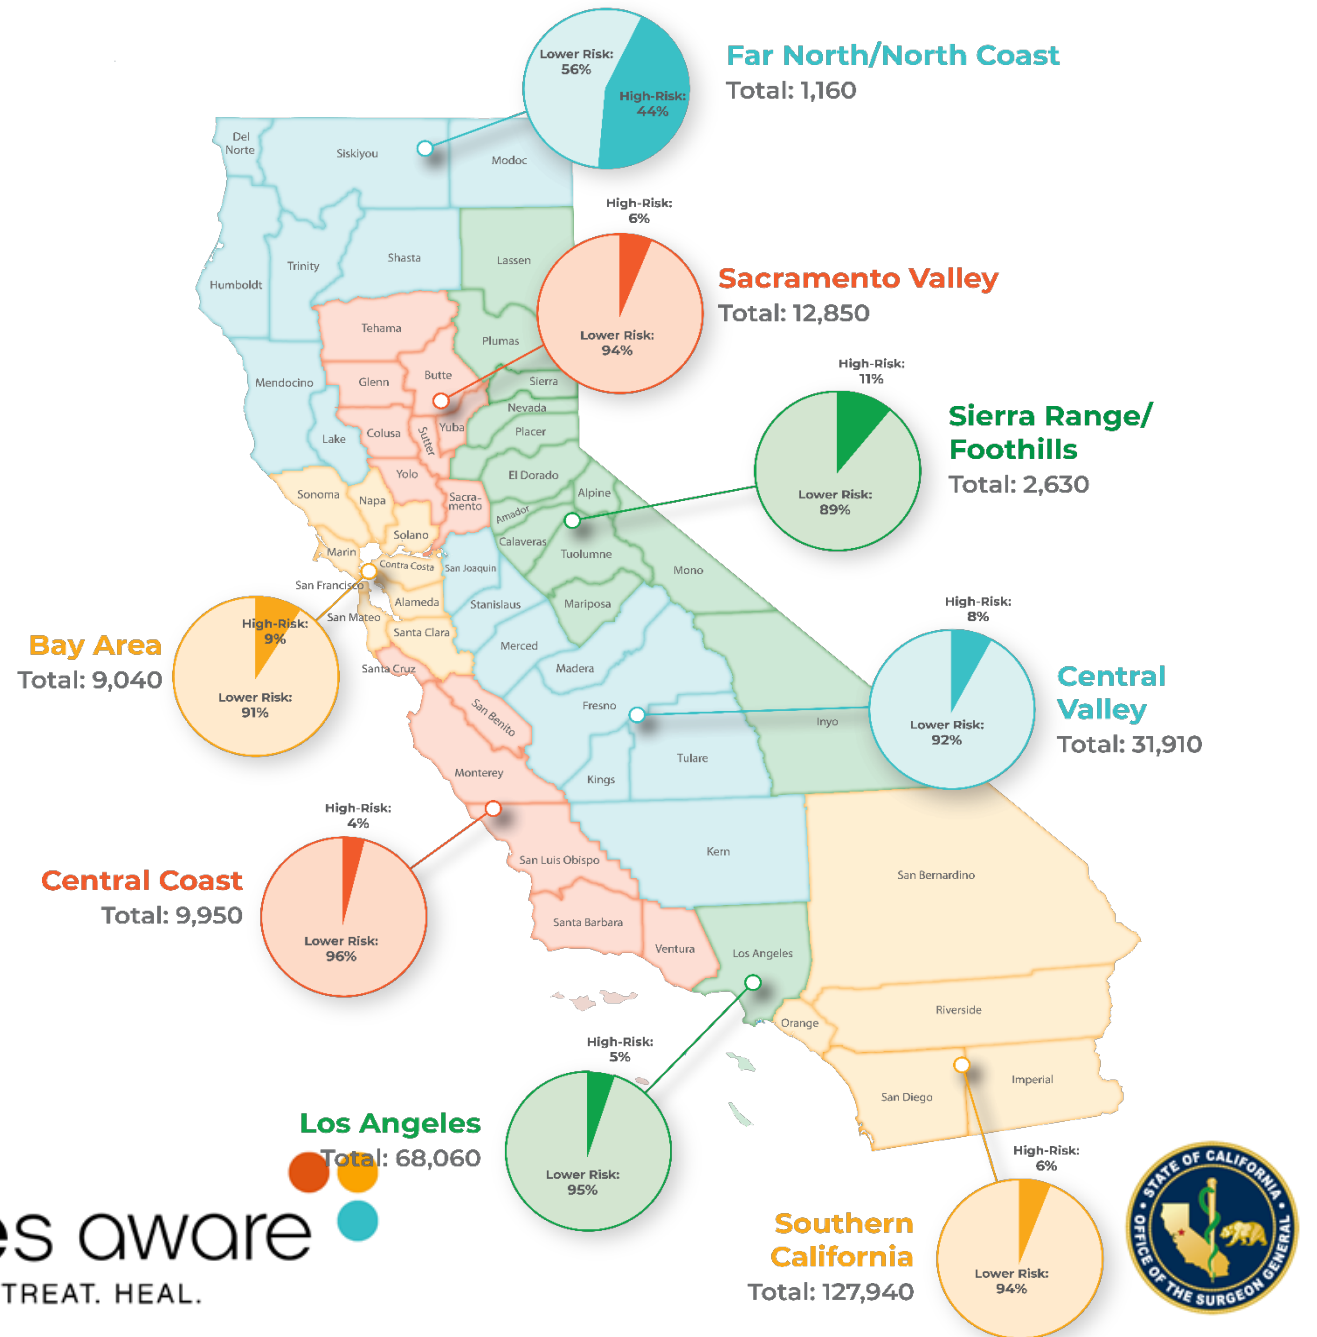 Lower Risk:
56%
High-Risk:
44%
Far North/North Coast
Total: 1,160
Del
Norte
Siskiyou
Modoc
High-Risk:
6%
Lower Risk:
94%
Sacramento Valley
Total: 12,850
Humboldt
Trinity
Shasta
Lassen
Tehama
Plumas
High-Risk:
11%
Lower Risk:
89%
Sierra Range/
Foothills
Total: 2,630
Mendocino
Glenn
Butte
Sierra
Nevada
Placer
Lake
Colusa
Sutter
Yuba
Yolo
El Dorado
Sonoma
Napa
Sacra-
mento
Alpine
Amador
Solano
Calaveras
Marin
Contra Costa
San Joaquin
Tuolumne
Mono
San Francisco
Alameda
Stanislaus
Mariposa
San Mateo
Santa Clara
Merced
Santa Cruz
Madera
Bay Area
Total: 9,040
High-Risk:
9%
Lower Risk:
91%
High-Risk:
8%
Lower Risk:
92%
Central
Valley
Total: 31,910
San Benito
Fresno
Inyo
Monterey
Kings
Tulare
High-Risk:
4%
Lower Risk:
96%
Central Coast
Total: 9,950
San Luis Obispo
Kern
San Bernardino
Santa Barbara
Ventura
Los Angeles
Orange
Riverside
San Diego
Imperial
High-Risk:
5%
Lower Risk:
95%
Los Angeles
Total: 68,060
High-Risk:
6%
Lower Risk:
94%
Southern
California
Total: 127,940
es aware
TREAT. HEAL.
STATE OF CALIFORNIA
OFFICE OF THE SURGEON GENERAL